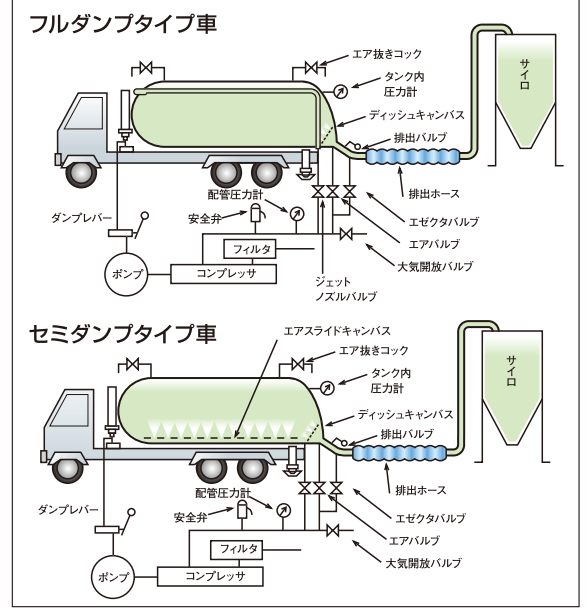 フルダンプタイプ車
エア抜きコック
タンク内
圧力計
サイロ
ディッシュキャンバス
排出バルブ
排出ホース
配管圧力計
安全弁
ダンプレバー
エゼクタバルブ
エアバルブ
大気開放バルブ
フィルタ
ポンプ
コンプレッサ
ジェット
ノズルバルブ
セミダンプタイプ車
エアスライドキャンバス
エア抜きコック
タンク内
圧力計
サイロ
ディッシュキャンバス
排出バルブ
排出ホース
配管圧力計
安全弁
ダンプレバー
エゼクタバルブ
エアバルブ
大気開放バルブ
フィルタ
ポンプ
コンプレッサ